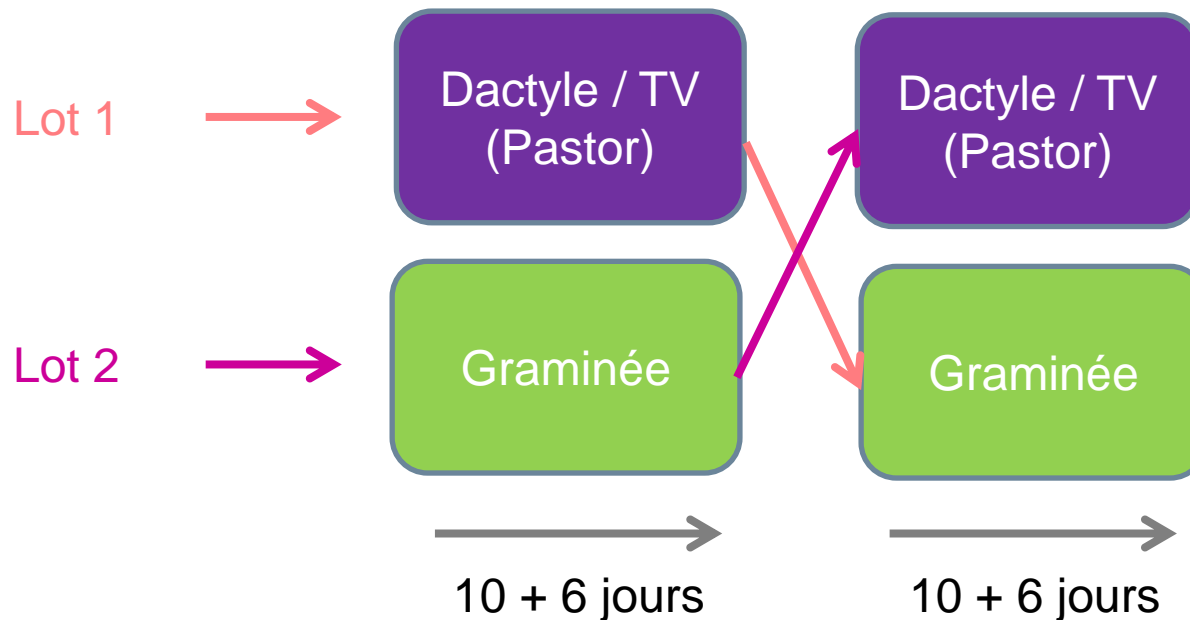 Lot 1
Dactyle / TV
(Pastor)
Dactyle / TV
(Pastor)
Lot 2
Graminée
Graminée
10 + 6 jours
10 + 6 jours